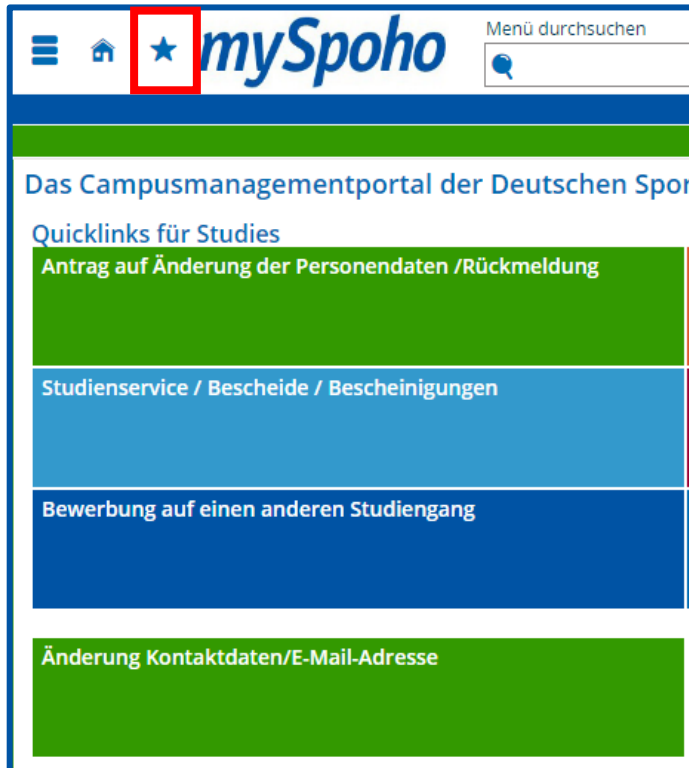 mySpoho
Menü durchsuchen
Das Campusmanagementportal der Deutschen
Quicklinks für Studies
Antrag auf Änderung der Personendaten /Rückmeldung
Studienservice / Bescheide / Bescheinigungen
Bewerbung auf einen anderen Studiengang
Änderung Kontaktdaten/E-Mail-Adresse